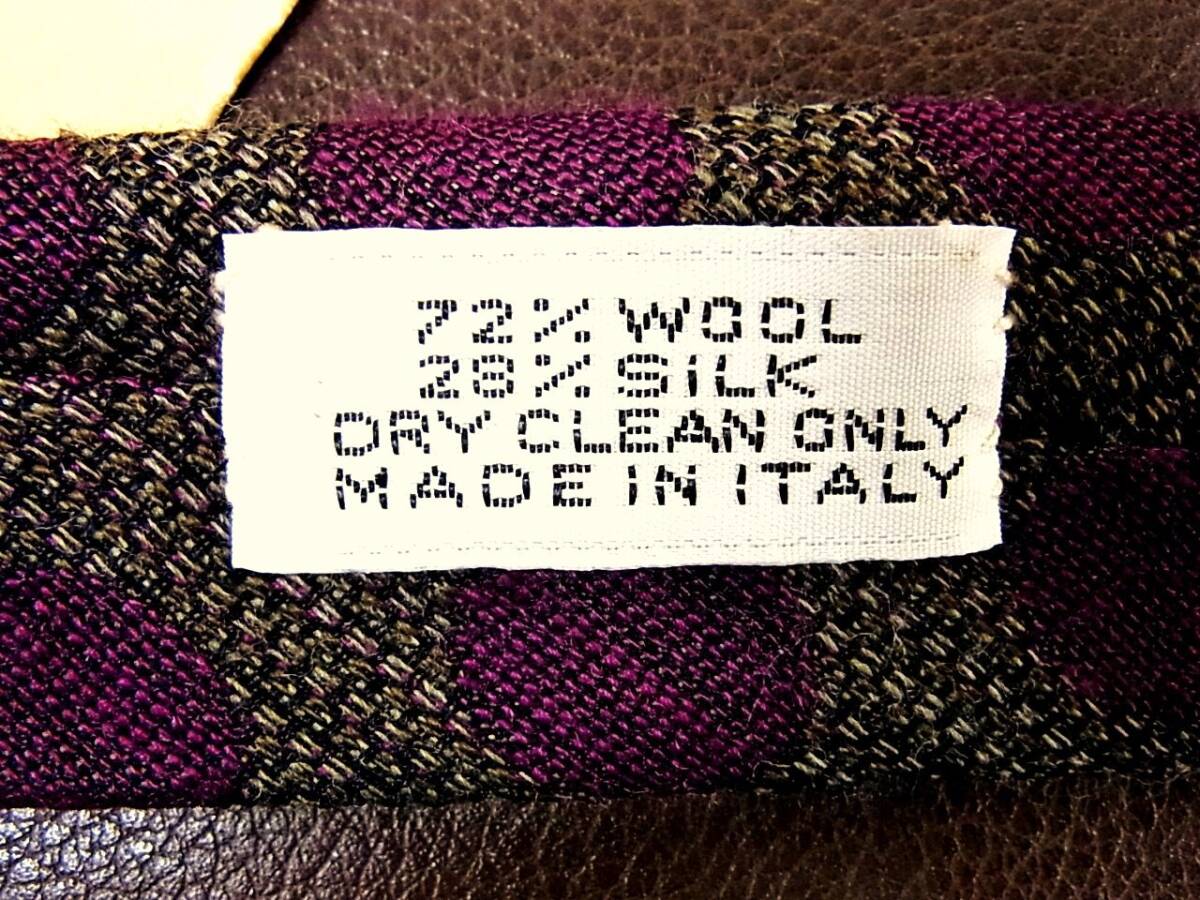 72% WOOL
28% SILK
DRY CLEAN ONLY
MADE IN ITALY